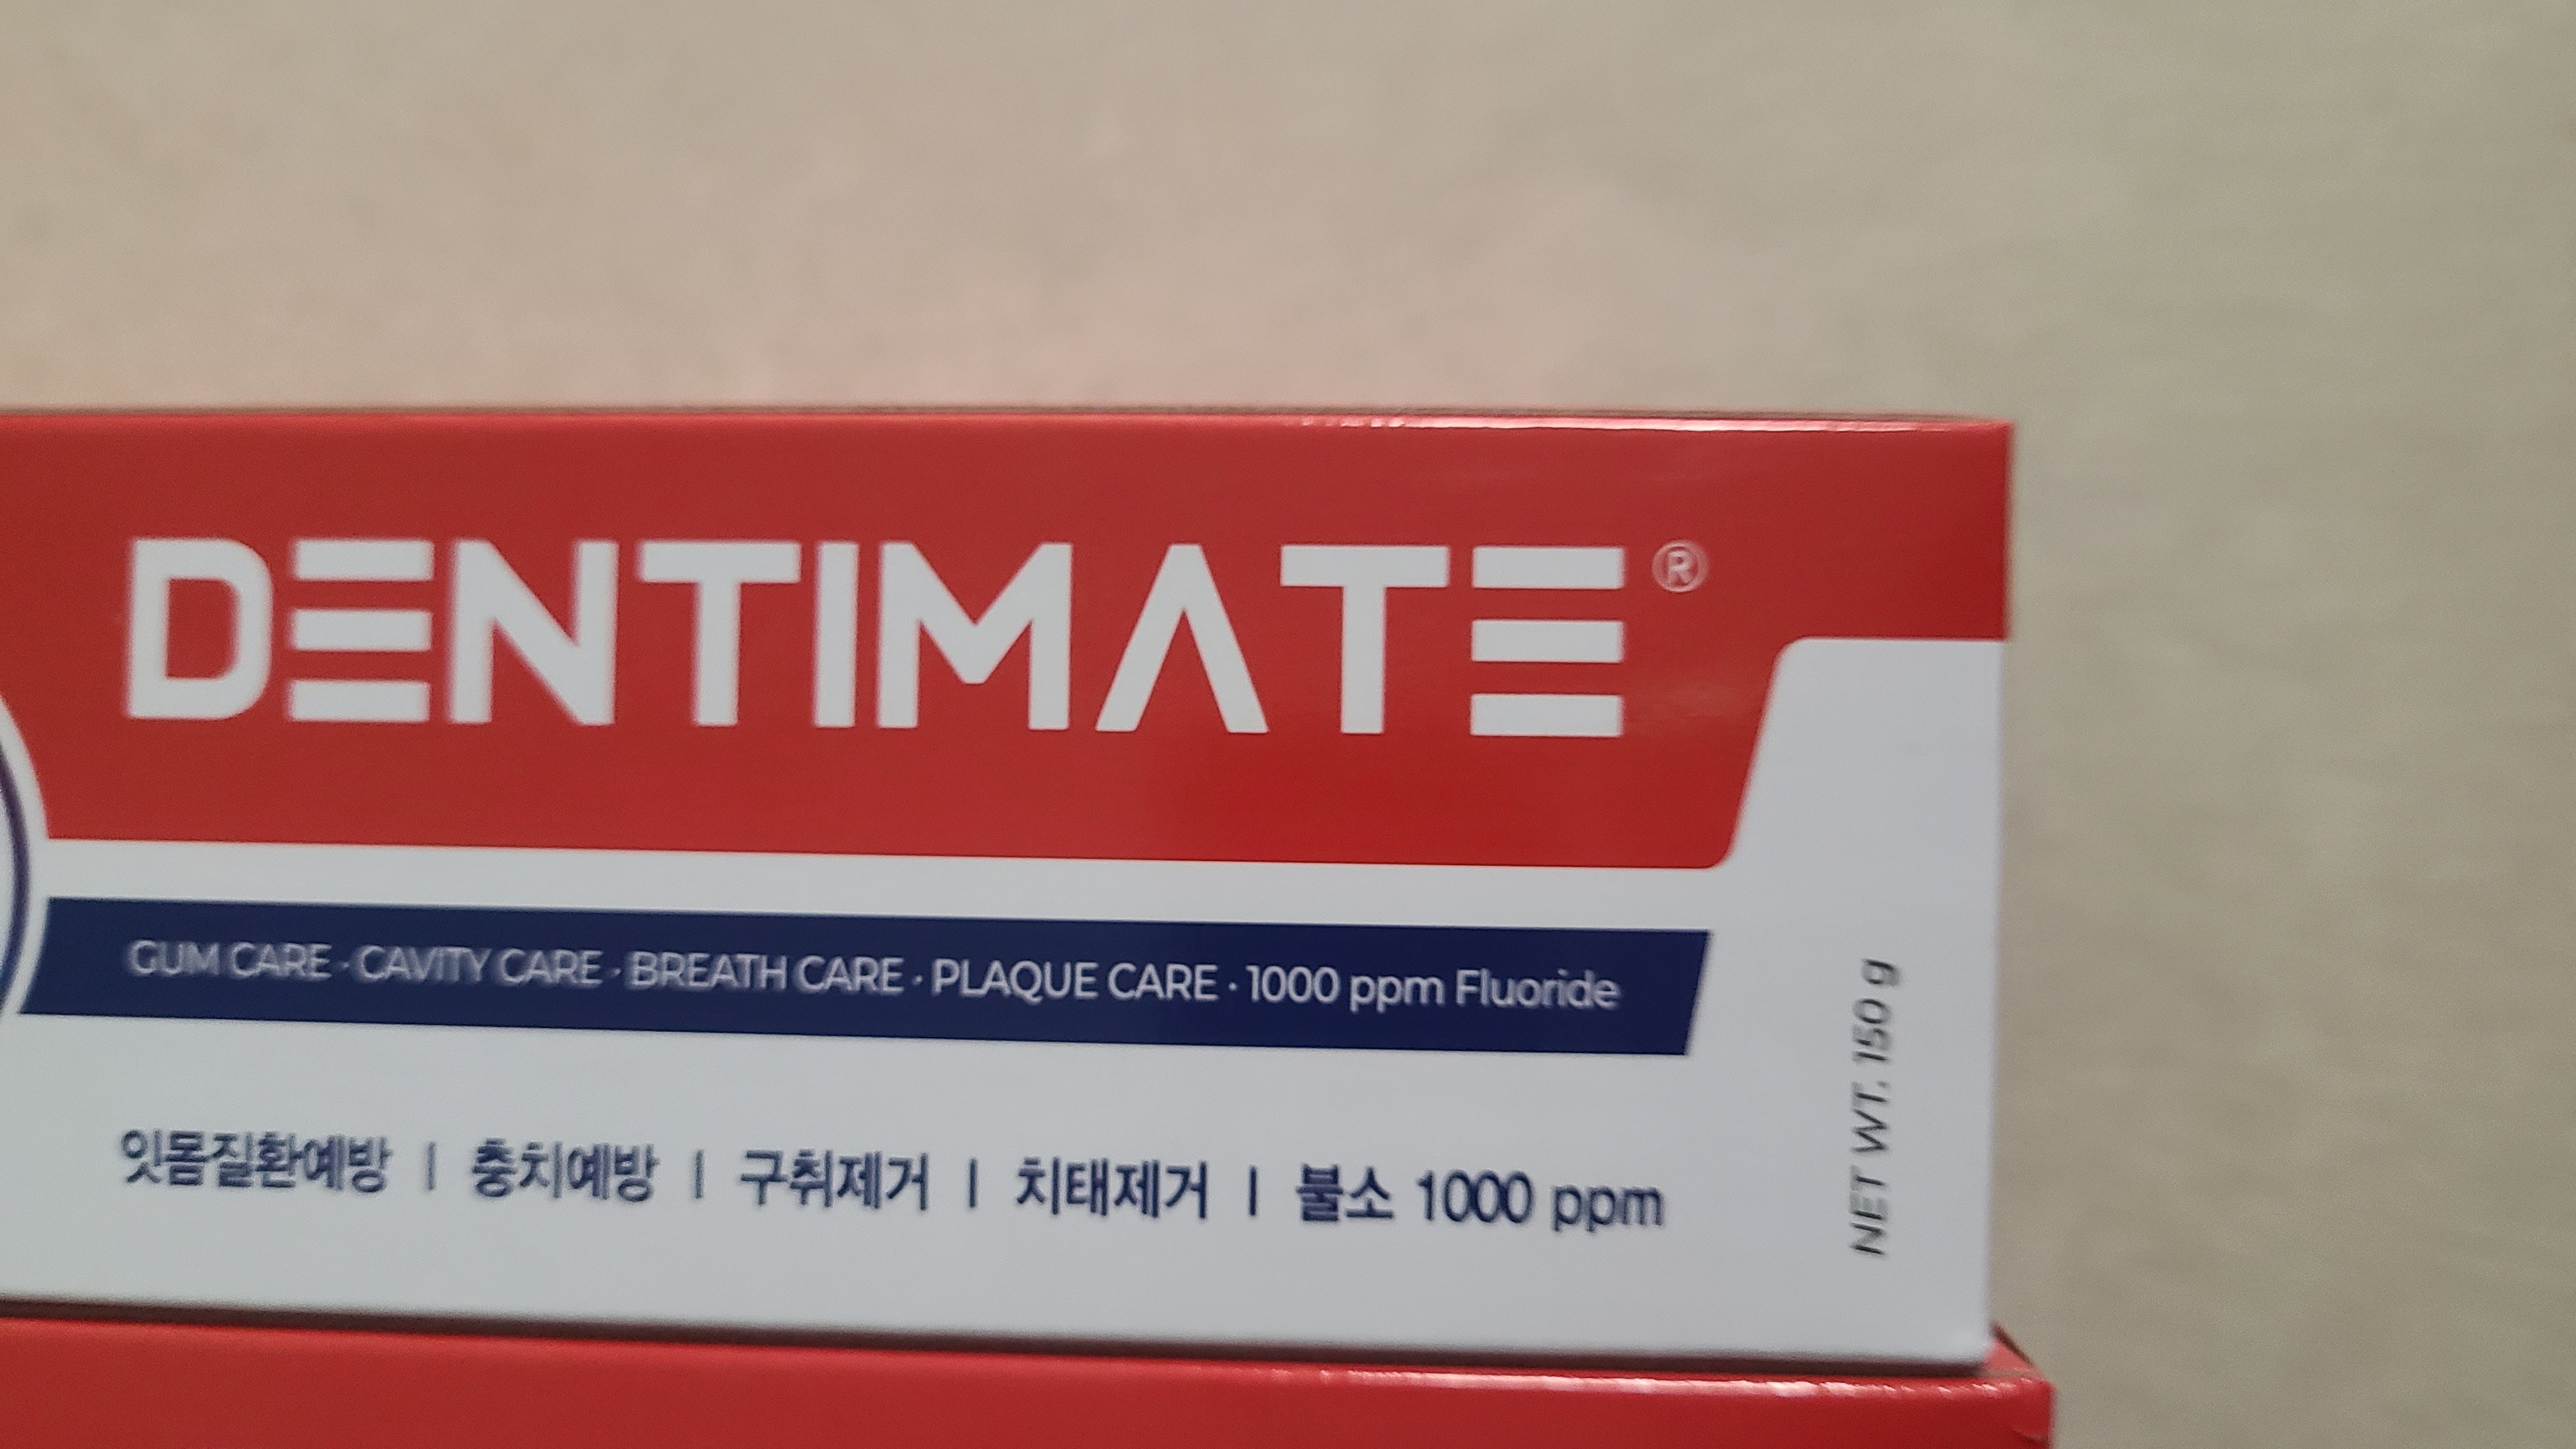 DENTIMATE®
GUM CARE · CAVITY CARE · BREATH CARE · PLAQUE CARE · 1000 ppm Fluoride
잇몸질환예방 | 충치예방 | 구취제거 | 치태제거 | 불소 1000 ppm
NET WT. 150 g